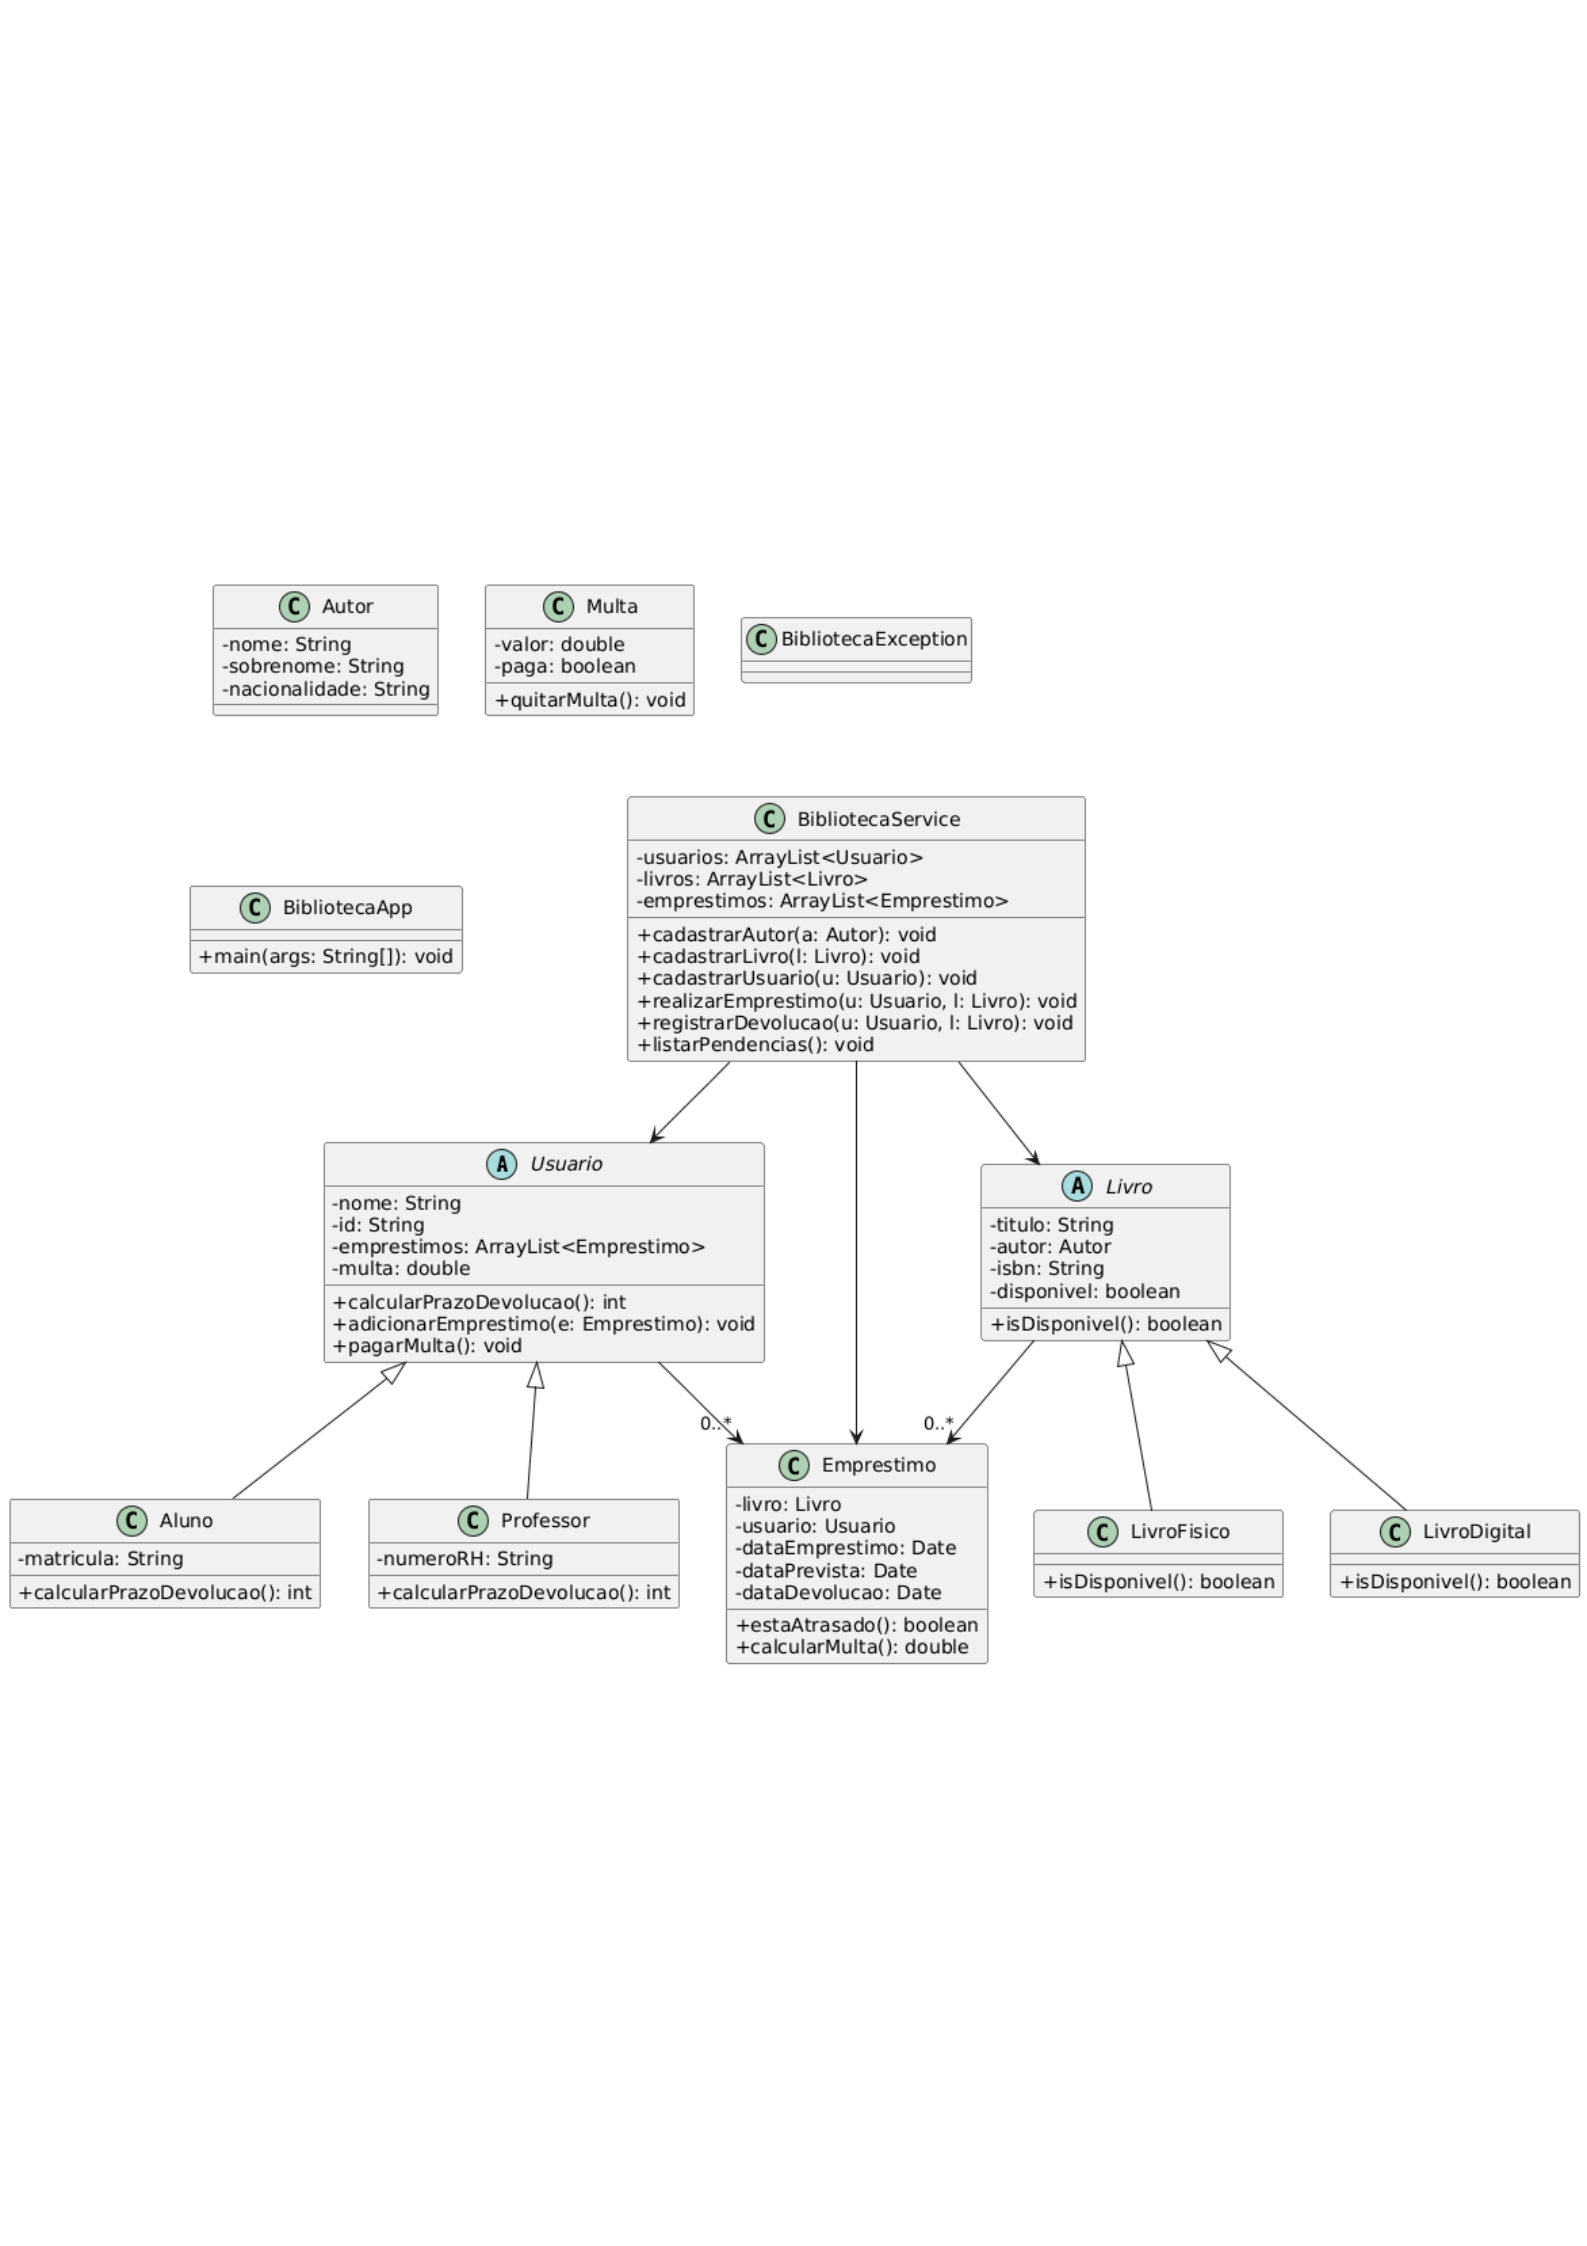 C Autor
-nome: String
-sobrenome: String
-nacionalidade: String
C Multa
-valor: double
-paga: boolean
+quitarMulta(): void
C BibliotecaException
C BibliotecaApp
+main(args: String[]): void
C BibliotecaService
-usuarios: ArrayList<Usuario>
-livros: ArrayList<Livro>
-emprestimos: ArrayList<Emprestimo>
+cadastrarAutor(a: Autor): void
+cadastrarLivro(l: Livro): void
+cadastrarUsuario(u: Usuario): void
+realizarEmprestimo(u: Usuario, l: Livro): void
+registrarDevolucao(u: Usuario, l: Livro): void
+listarPendencias(): void
A Usuario
-nome: String
-id: String
-emprestimos: ArrayList<Emprestimo>
-multa: double
+calcularPrazoDevolucao(): int
+adicionarEmprestimo(e: Emprestimo): void
+pagarMulta(): void
A Livro
-titulo: String
-autor: Autor
-isbn: String
-disponivel: boolean
+isDisponivel(): boolean
0..*
0..*
C Aluno
-matricula: String
+calcularPrazoDevolucao(): int
C Professor
-numeroRH: String
+calcularPrazoDevolucao(): int
C Emprestimo
-livro: Livro
-usuario: Usuario
-dataEmprestimo: Date
-dataPrevista: Date
-dataDevolucao: Date
+estaAtrasado(): boolean
+calcularMulta(): double
C LivroFisico
+isDisponivel(): boolean
C LivroDigital
+isDisponivel(): boolean